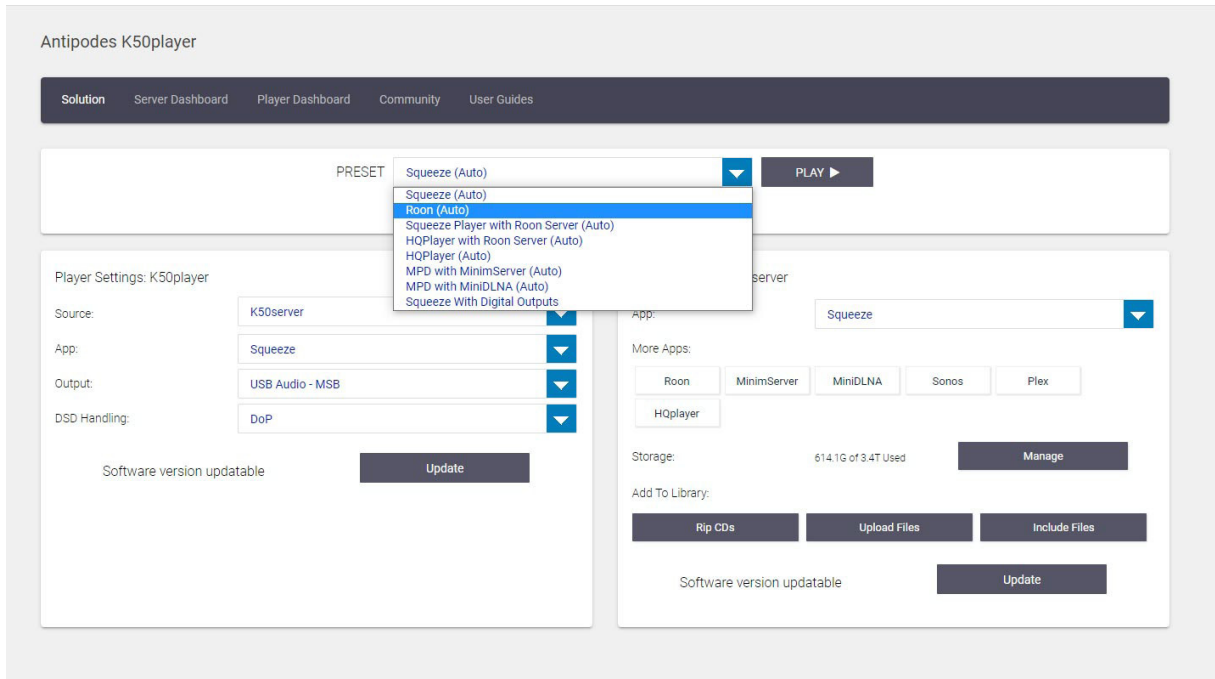 Antipodes K50player
Solution Server Dashboard Player Dashboard Community User Guides
PRESET Squeeze (Auto) PLAY
Squeeze (Auto)
Roon (Auto)
Squeeze Player with Roon Server (Auto)
HQPlayer with Roon Server (Auto)
HQPlayer (Auto)
MPD with MinimServer (Auto)
MPD with MiniDLNA (Auto)
Squeeze With Digital Outputs
Player Settings: K50player
Source: K50server
App: Squeeze
Output: USB Audio - MSB
DSD Handling: DoP
Software version updatable Update
server
App: Squeeze
More Apps:
Roon MinimServer MiniDLNA Sonos Plex
HQplayer
Storage: 614.1G of 3.4T Used Manage
Add To Library:
Rip CDs Upload Files Include Files
Software version updatable Update